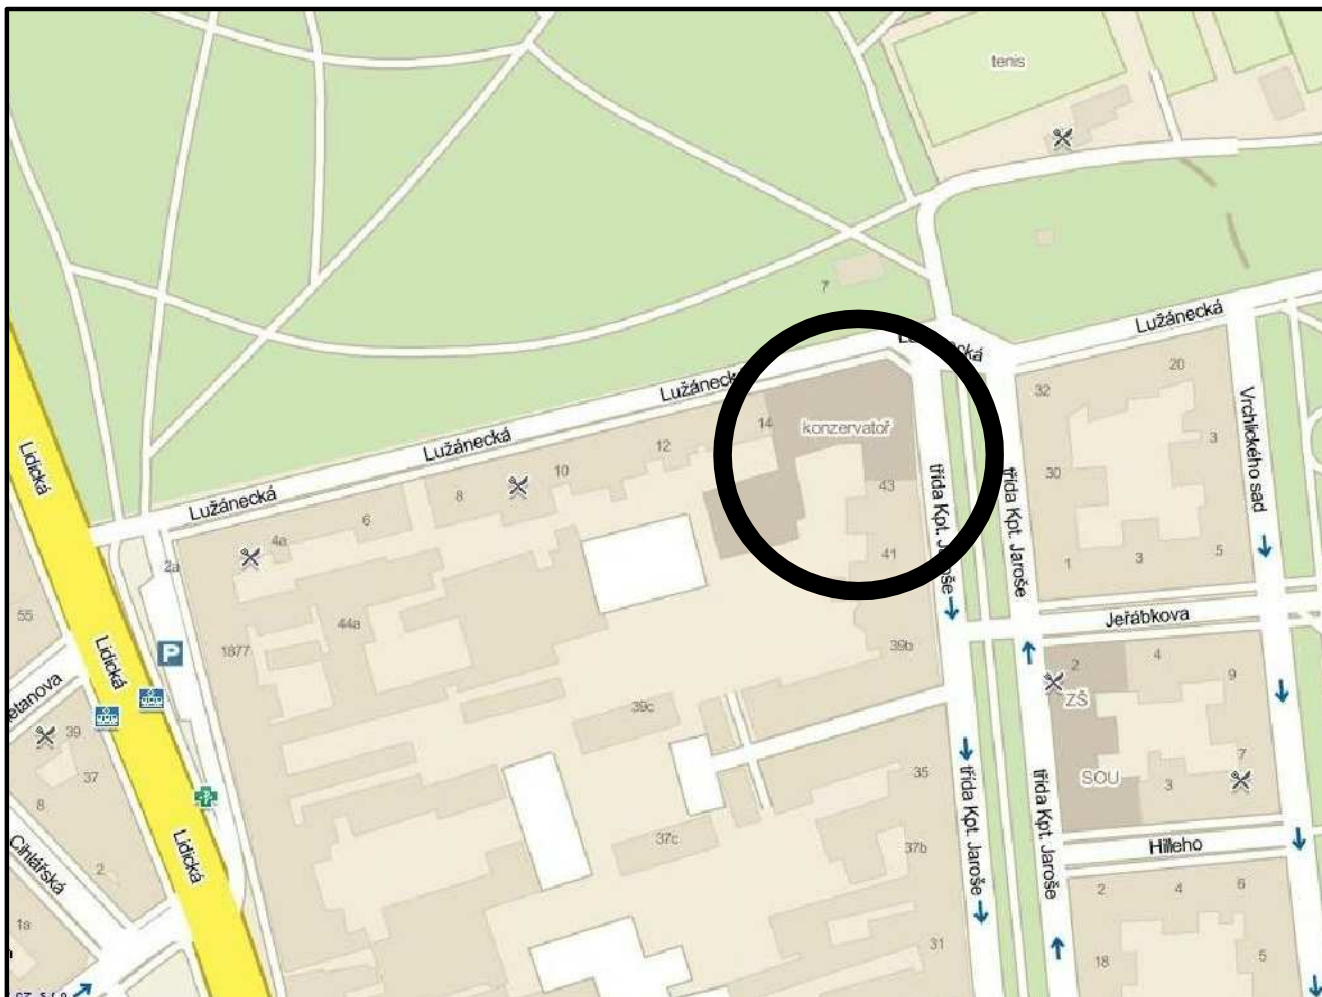 tenis
7
Lužánecká
Lužánecká
20
32
Lužánecká
14
konzervatoř
Vrchlického sad
3
Lužánecká
12
10
8
30
43
třída Kpt. Jaroše
třída Kpt. Jaroše
Lužánecká
6
4a
2a
41
1
3
5
Lidická
55
44a
1877
Jeřábkova
39b
2
4
9
ZŠ
P
Lidická
39
37
8
39c
SOU
3
7
35
třída Kpt. Jaroše
třída Kpt. Jaroše
37c
37b
Hilleho
Lidická
Cihlářská
2
1a
2
4
6
31
18
5